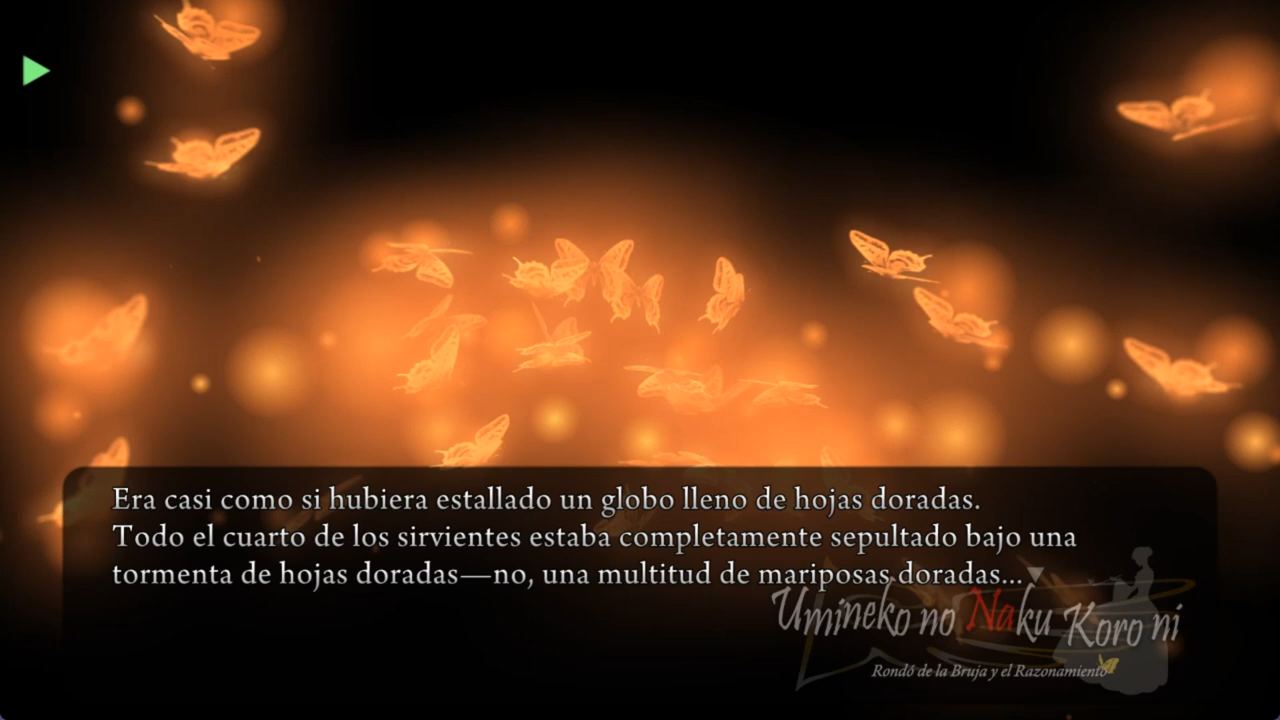 Era casi como si hubiera estallado un globo lleno de hojas doradas.
Todo el cuarto de los sirvientes estaba completamente sepultado bajo una
tormenta de hojas doradas—no, una multitud de mariposas doradas...
Umineko no Naku Koro ni
Rondó de la Bruja y el Razonamiento